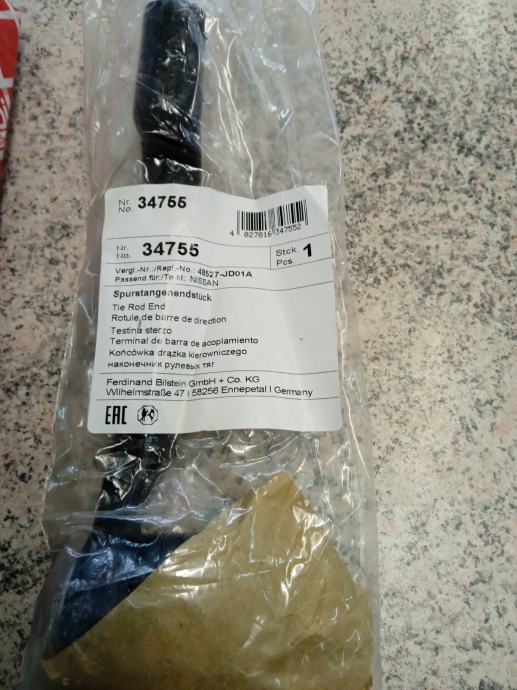 Nr. No. 34755
4 027816 347552
Nr. No. 34755
Stck. Pcs. 1
Vergl.-Nr./Repl.-No.: 48527-JD01A
Passend für:/To fit: NISSAN
Spurstangenendstück
Tie Rod End
Rotule de barre de direction
Testina sterzo
Terminal de barra de acoplamiento
Końcówka drążka kierowniczego
наконечник рулевых тяг
Ferdinand Bilstein GmbH + Co. KG
Wilhelmstraße 47 | 58256 Ennepetal | Germany
EAC